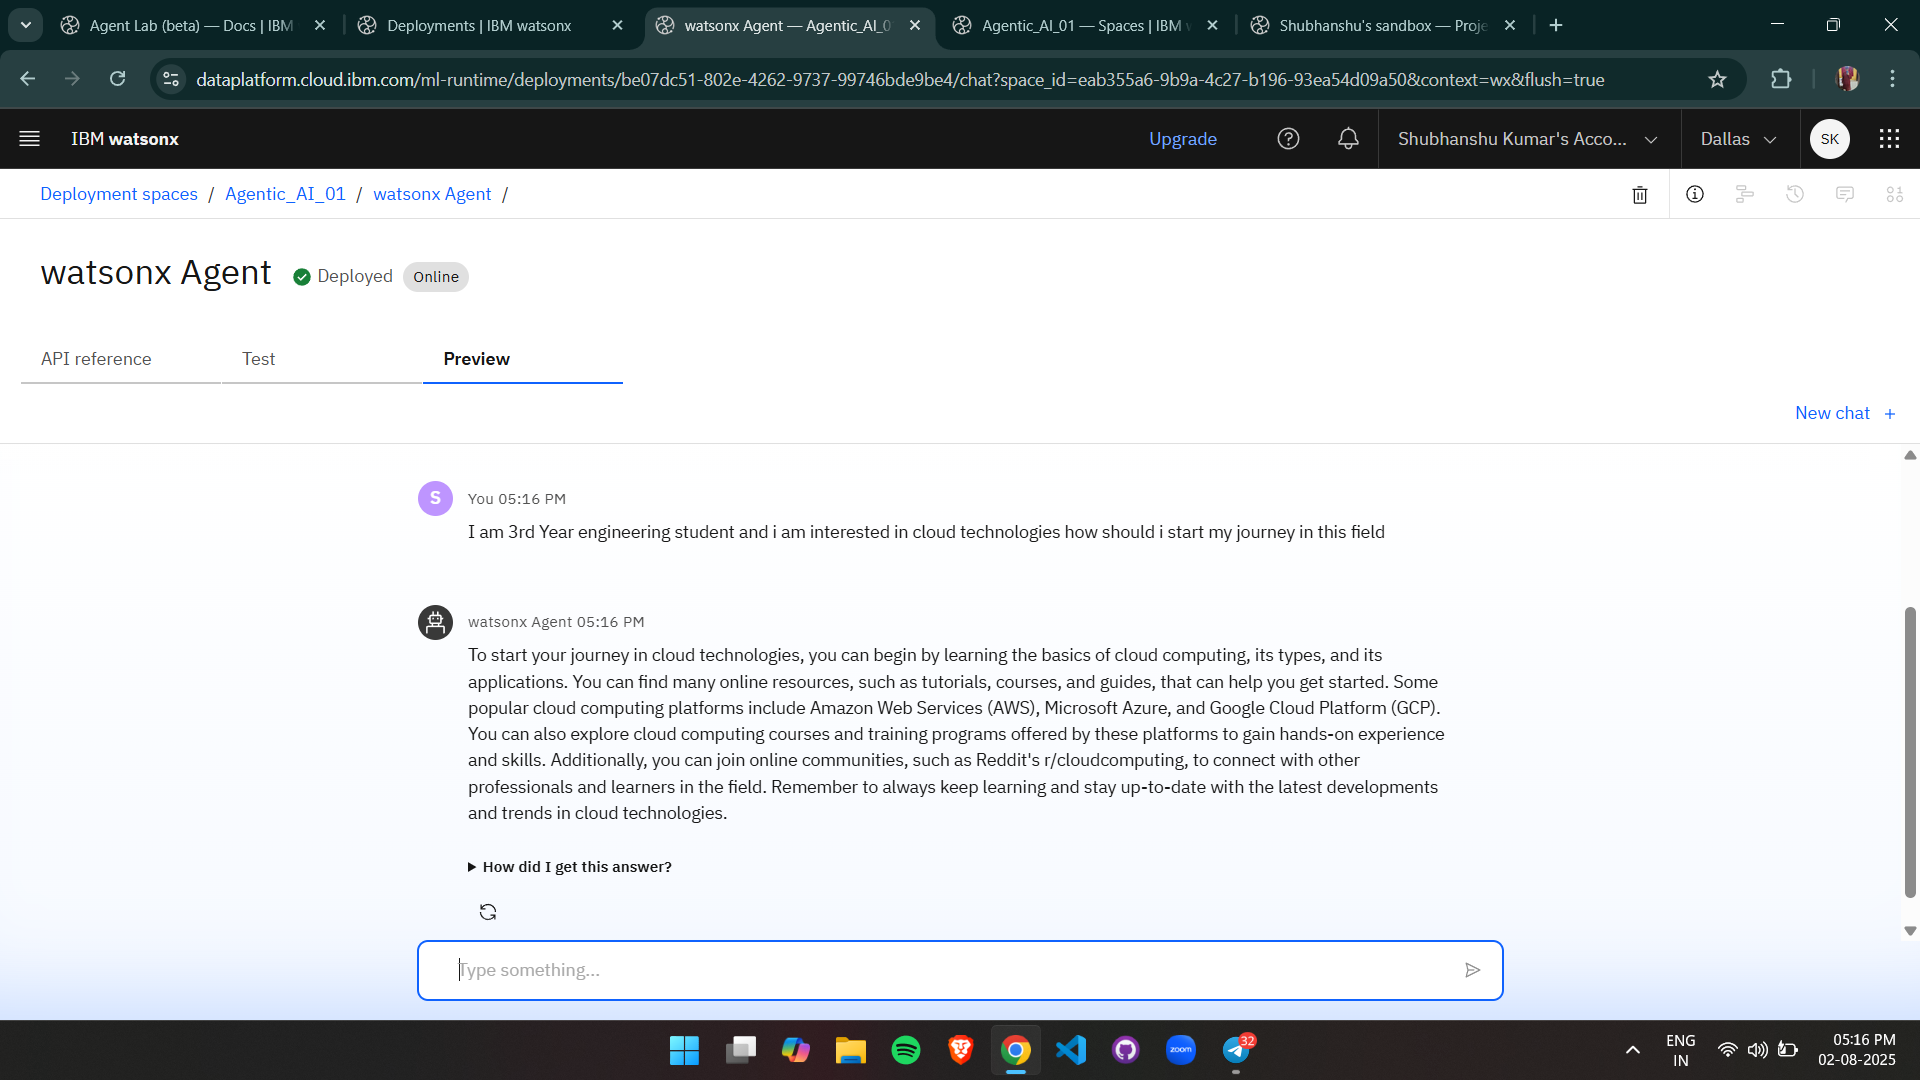 Agent Lab (beta) — Docs | IBM
Deployments | IBM watsonx
watsonx Agent — Agentic_AI_0
Agentic_AI_01 — Spaces | IBM w
Shubhanshu's sandbox — Proje
dataplatform.cloud.ibm.com/ml-runtime/deployments/be07dc51-802e-4262-9737-99746bde9be4/chat?space_id=eab355a6-9b9a-4c27-b196-93ea54d09a50&context=wx&flush=true
IBM watsonx
Upgrade
Shubhanshu Kumar's Acco...
Dallas
SK
Deployment spaces / Agentic_AI_01 / watsonx Agent /
watsonx Agent
Deployed
Online
API reference
Test
Preview
New chat +
S
You 05:16 PM
I am 3rd Year engineering student and i am interested in cloud technologies how should i start my journey in this field
watsonx Agent 05:16 PM
To start your journey in cloud technologies, you can begin by learning the basics of cloud computing, its types, and its
applications. You can find many online resources, such as tutorials, courses, and guides, that can help you get started. Some
popular cloud computing platforms include Amazon Web Services (AWS), Microsoft Azure, and Google Cloud Platform (GCP).
You can also explore cloud computing courses and training programs offered by these platforms to gain hands-on experience
and skills. Additionally, you can join online communities, such as Reddit's r/cloudcomputing, to connect with other
professionals and learners in the field. Remember to always keep learning and stay up-to-date with the latest developments
and trends in cloud technologies.
How did I get this answer?
Type something...
zoom
32
ENG
IN
05:16 PM
02-08-2025